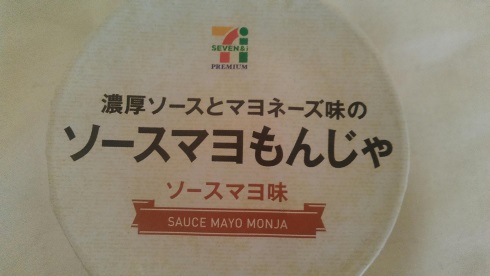 7i
SEVEN&i
PREMIUM
濃厚ソースとマヨネーズ味の
ソースマヨもんじゃ
ソースマヨ味
SAUCE MAYO MONJA